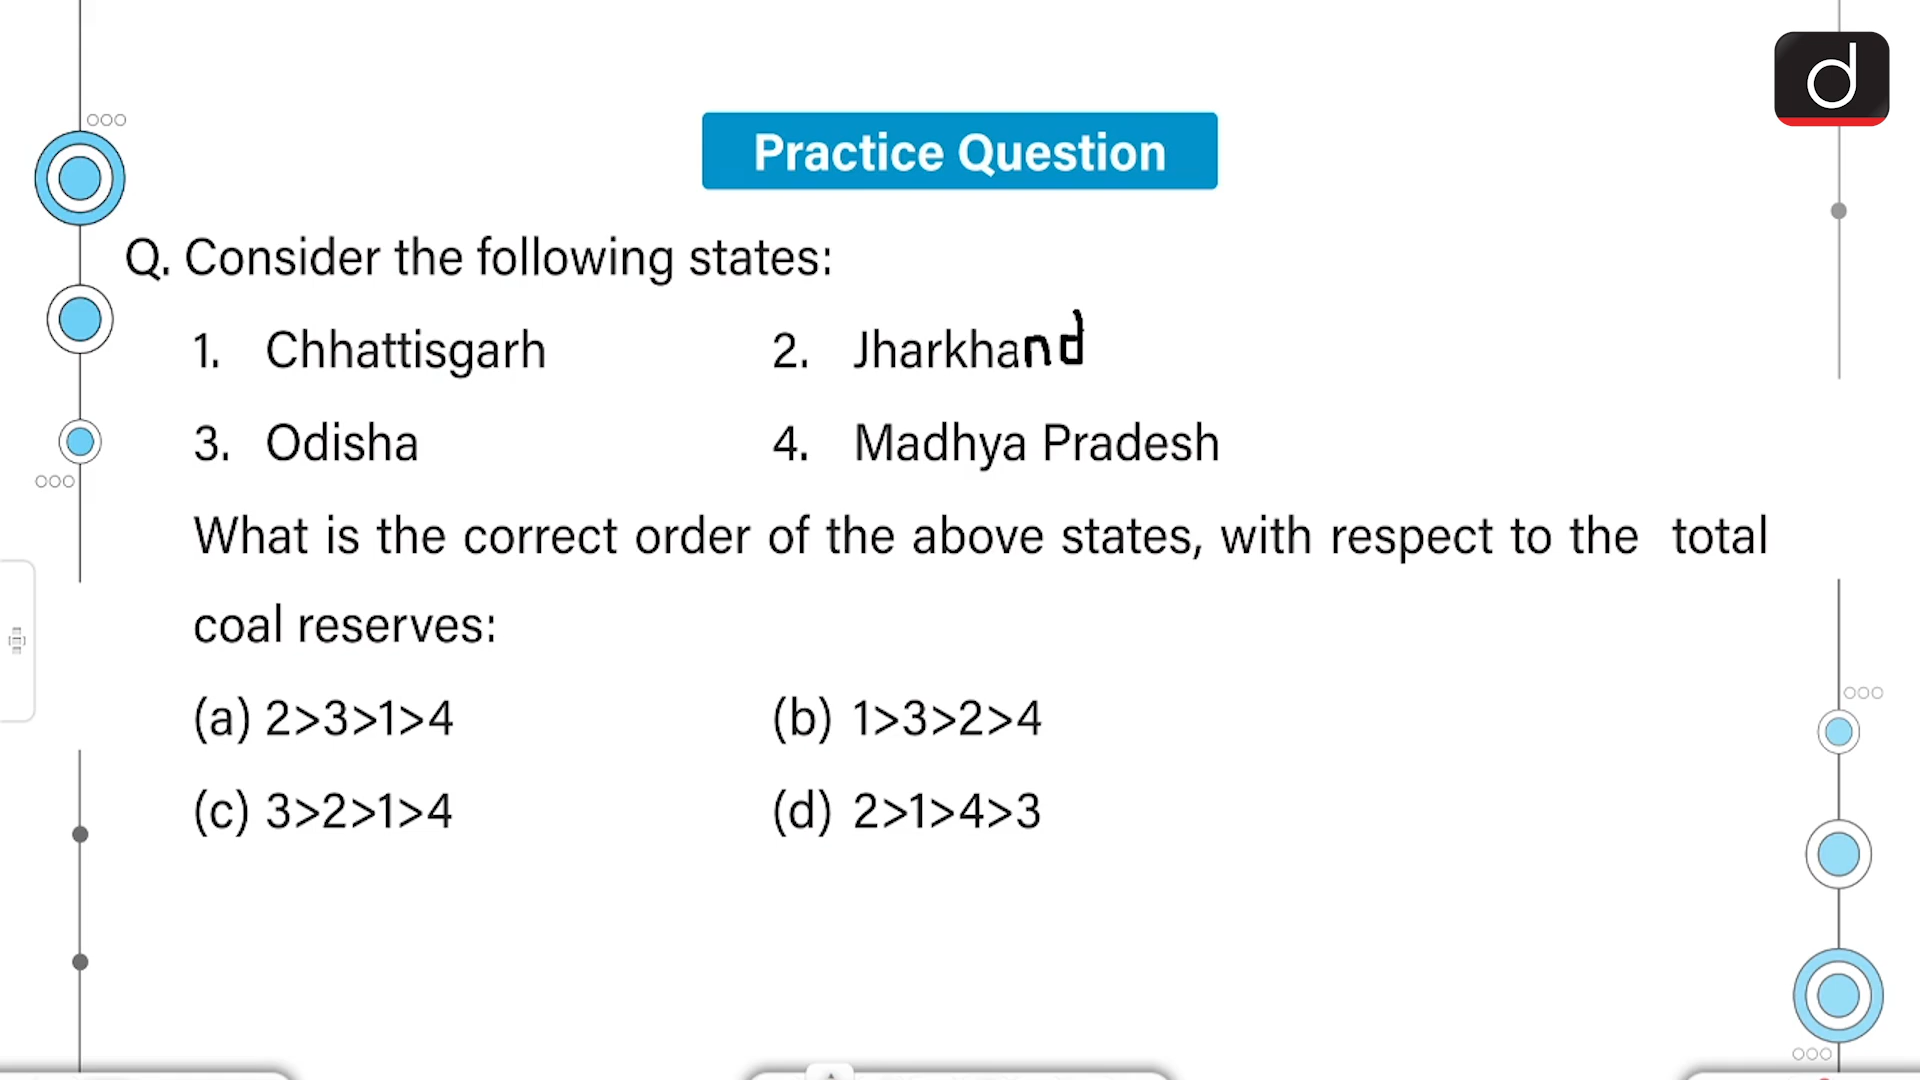 d
Practice Question
Q. Consider the following states:
1. Chhattisgarh 2. Jharkhand
3. Odisha 4. Madhya Pradesh
What is the correct order of the above states, with respect to the total
coal reserves:
(a) 2>3>1>4 (b) 1>3>2>4
(c) 3>2>1>4 (d) 2>1>4>3